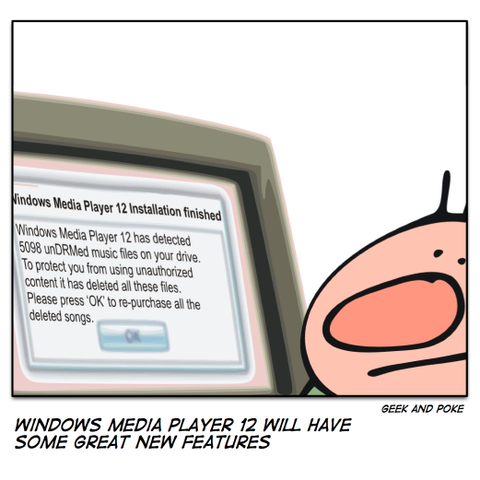 Windows Media Player 12 Installation finished
Windows Media Player 12 has detected
5098 unDRMed music files on your drive.
To protect you from using unauthorized
content it has deleted all these files.
Please press 'OK' to re-purchase all the
deleted songs.
OK
GEEK AND POKE
WINDOWS MEDIA PLAYER 12 WILL HAVE
SOME GREAT NEW FEATURES